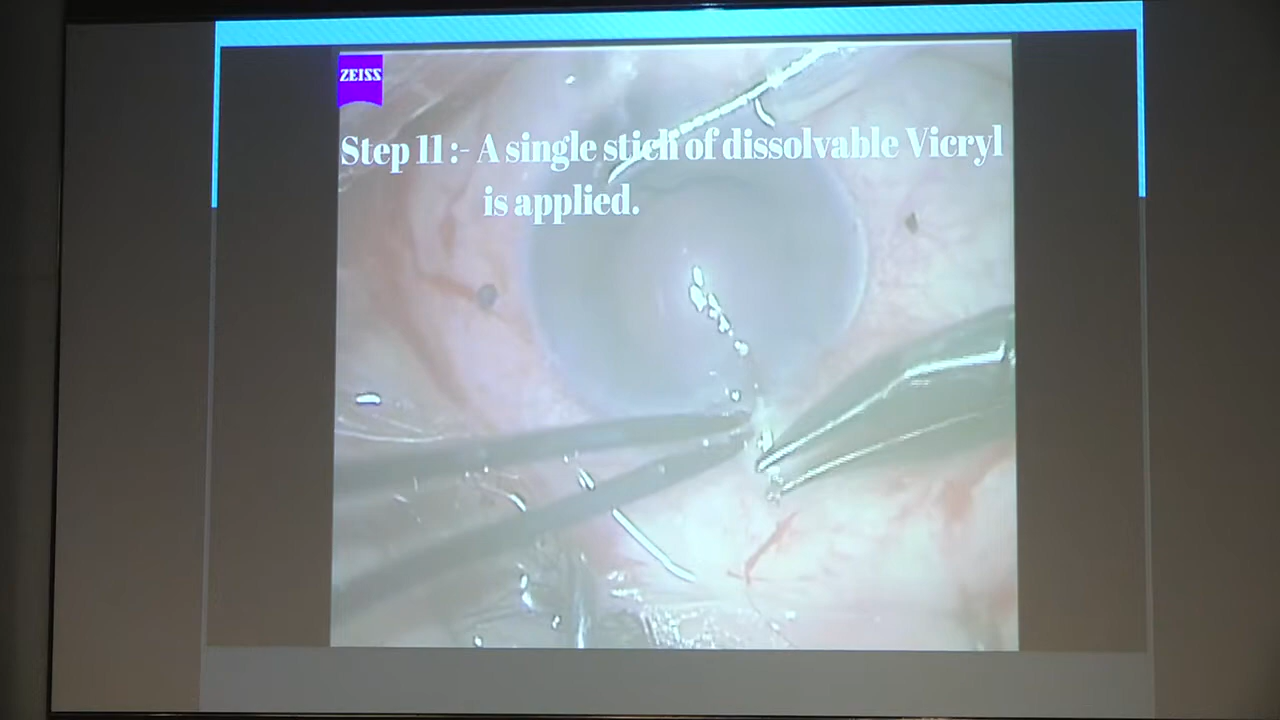 ZEISS
Step 11 :- A single stich of dissolvable Vicryl
is applied.